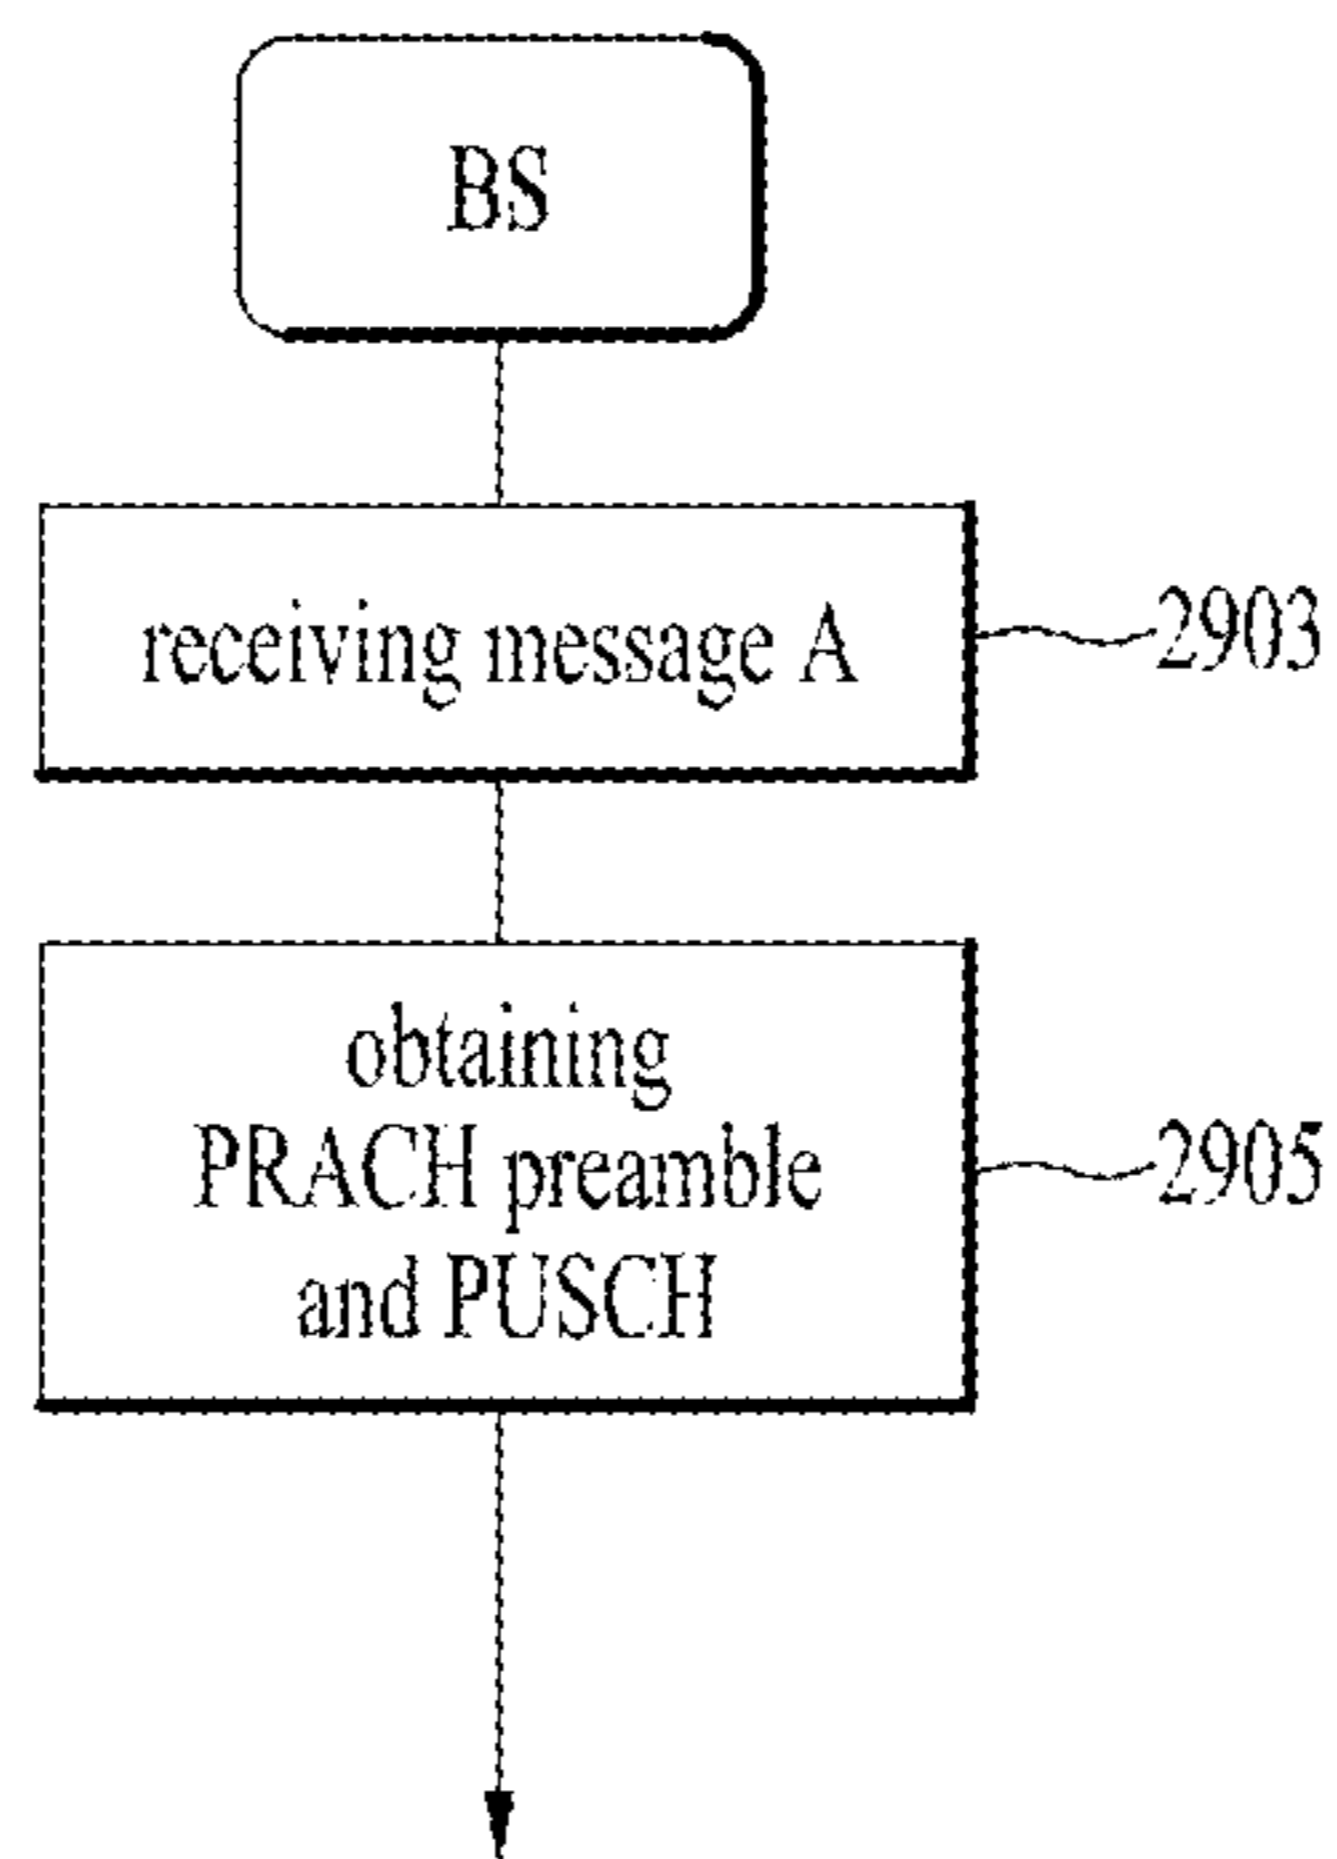 BS
receiving message A
2903
obtaining
PRACH preamble
and PUSCH
2905